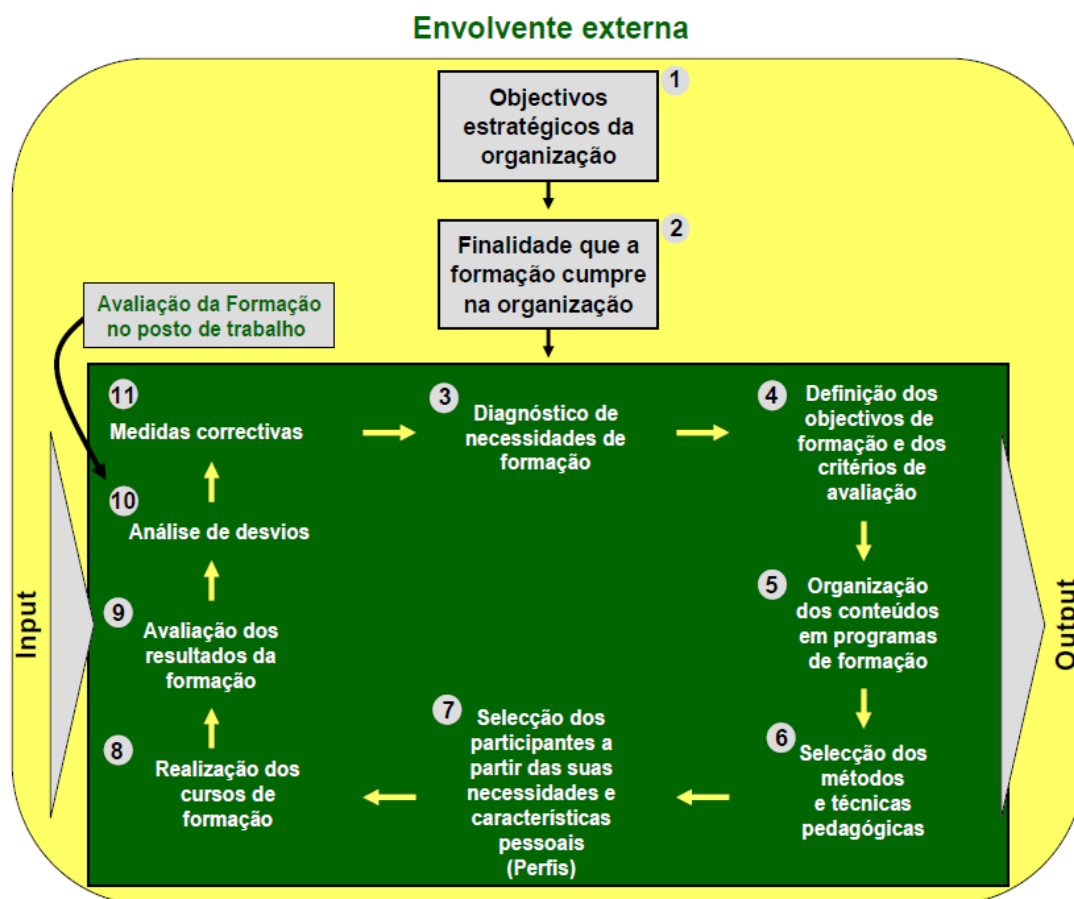 Envolvente externa
1
Objectivos
estratégicos da
organização
2
Finalidade que a
formação cumpre
na organização
Avaliação da Formação
no posto de trabalho
11
Medidas correctivas
3
Diagnóstico de
necessidades de
formação
4
Definição dos
objectivos de
formação e dos
critérios de
avaliação
10
Análise de desvios
5
Organização
dos conteúdos
em programas
de formação
9
Avaliação dos
resultados da
formação
Input
Output
7
Selecção dos
participantes a
partir das suas
necessidades e
características
pessoais
(Perfis)
6
Selecção dos
métodos
e técnicas
pedagógicas
8
Realização dos
cursos de
formação